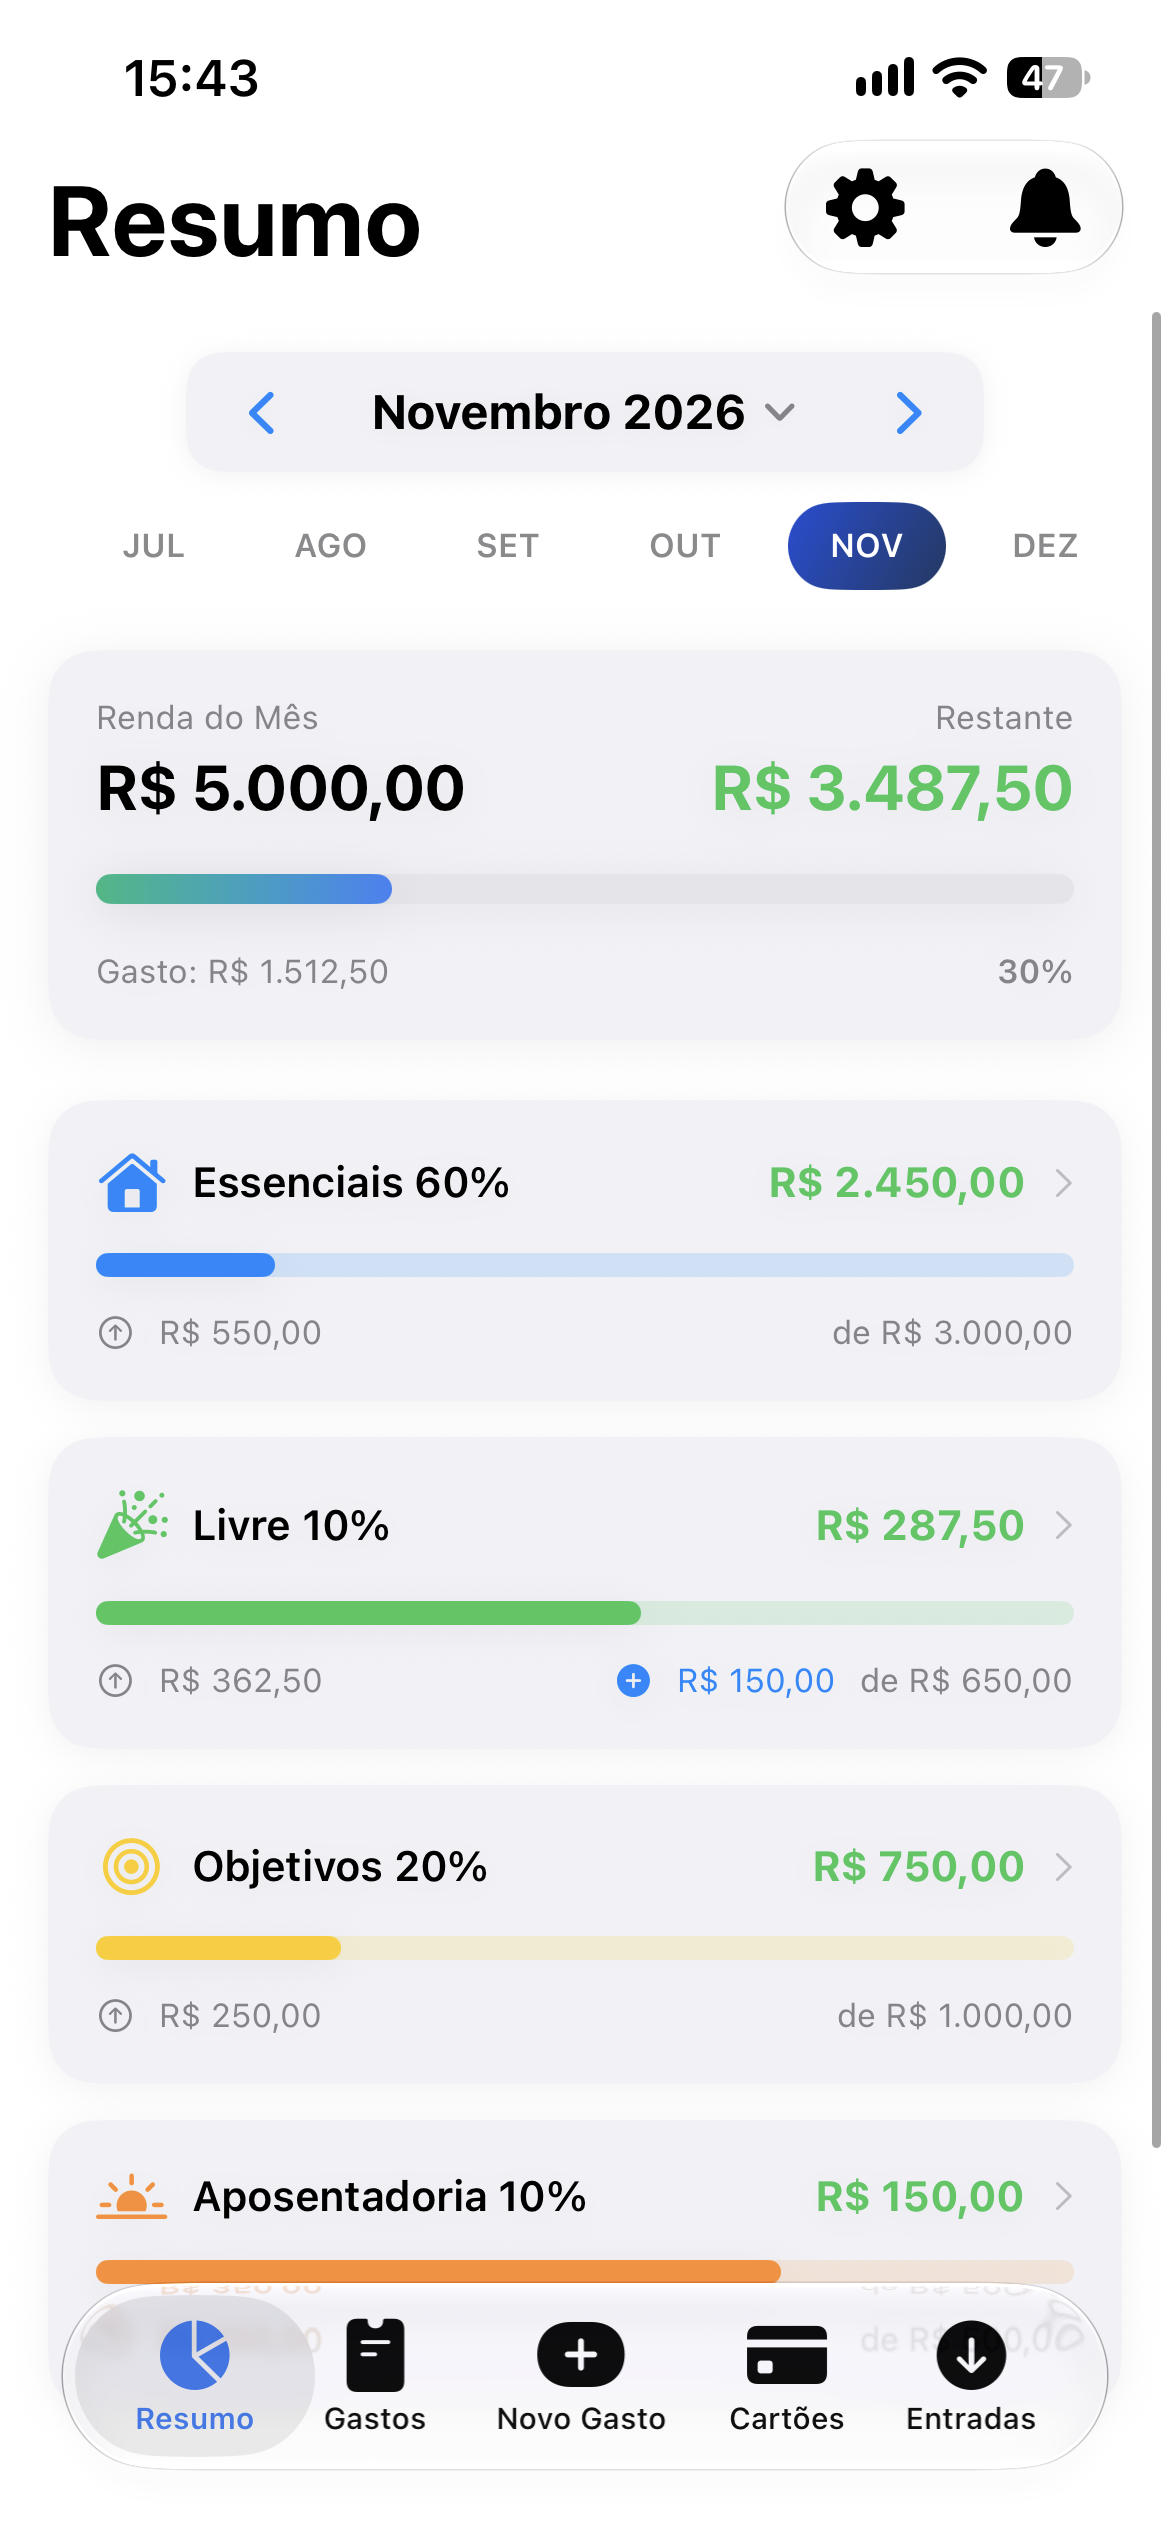 15:43
47
Resumo
Novembro 2026
JUL AGO SET OUT NOV DEZ
Renda do Mês Restante
R$ 5.000,00 R$ 3.487,50
Gasto: R$ 1.512,50 30%
Essenciais 60% R$ 2.450,00
R$ 550,00 de R$ 3.000,00
Livre 10% R$ 287,50
R$ 362,50 R$ 150,00 de R$ 650,00
Objetivos 20% R$ 750,00
R$ 250,00 de R$ 1.000,00
Aposentadoria 10% R$ 150,00
Resumo Gastos Novo Gasto Cartões Entradas